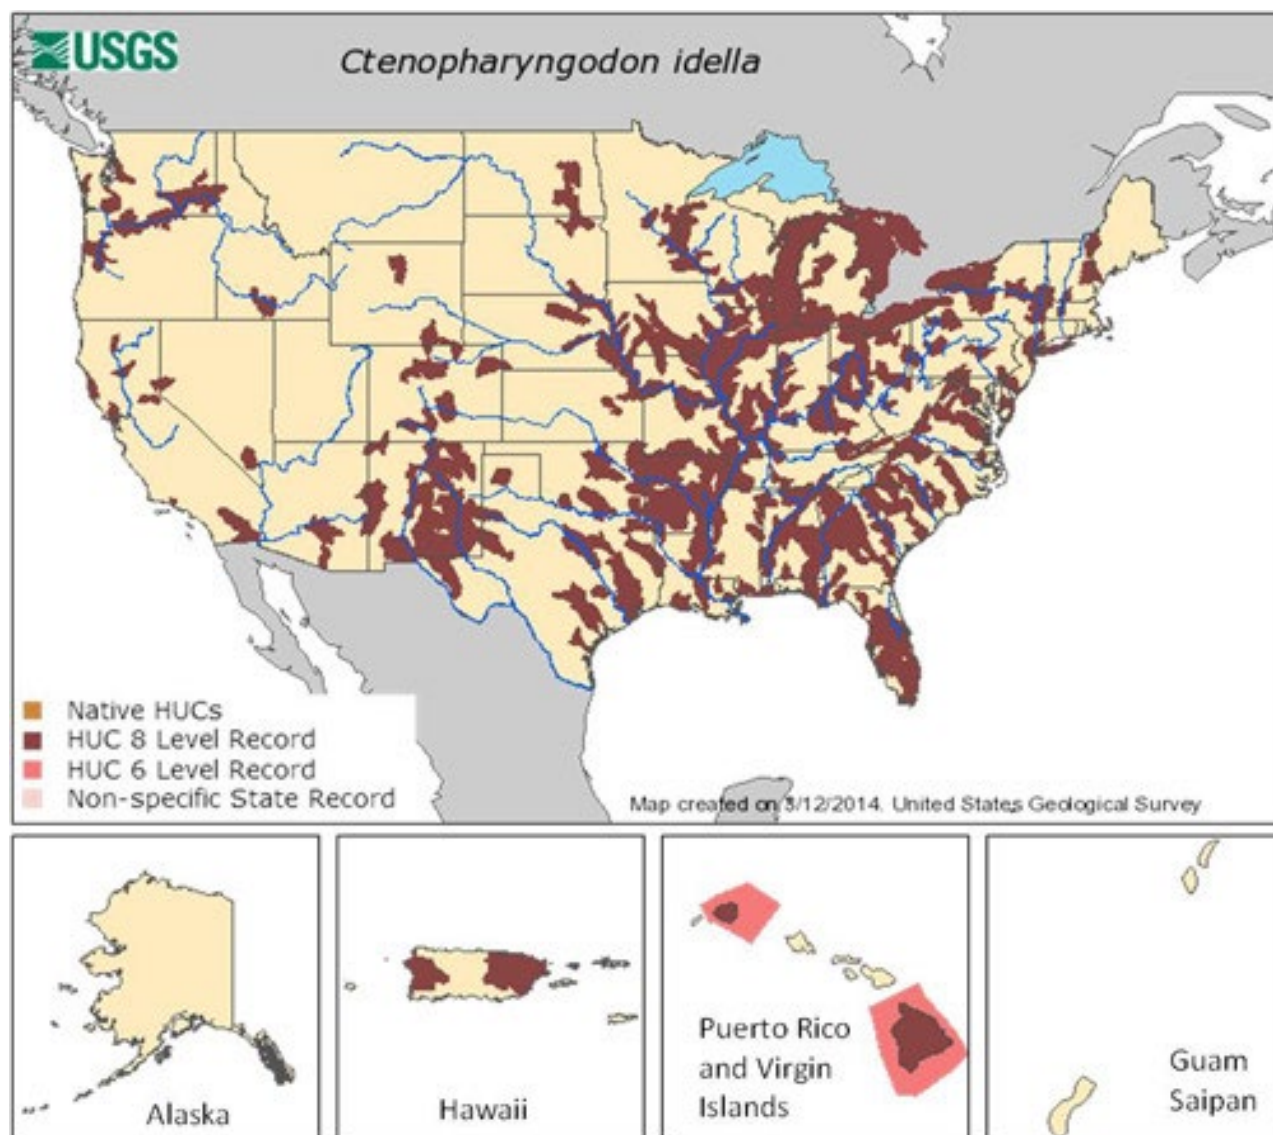 USGS
Ctenopharyngodon idella
Native HUCs
HUC 8 Level Record
HUC 6 Level Record
Non-specific State Record
Map created on 3/12/2014. United States Geological Survey
Alaska
Hawaii
Puerto Rico
and Virgin
Islands
Guam
Saipan